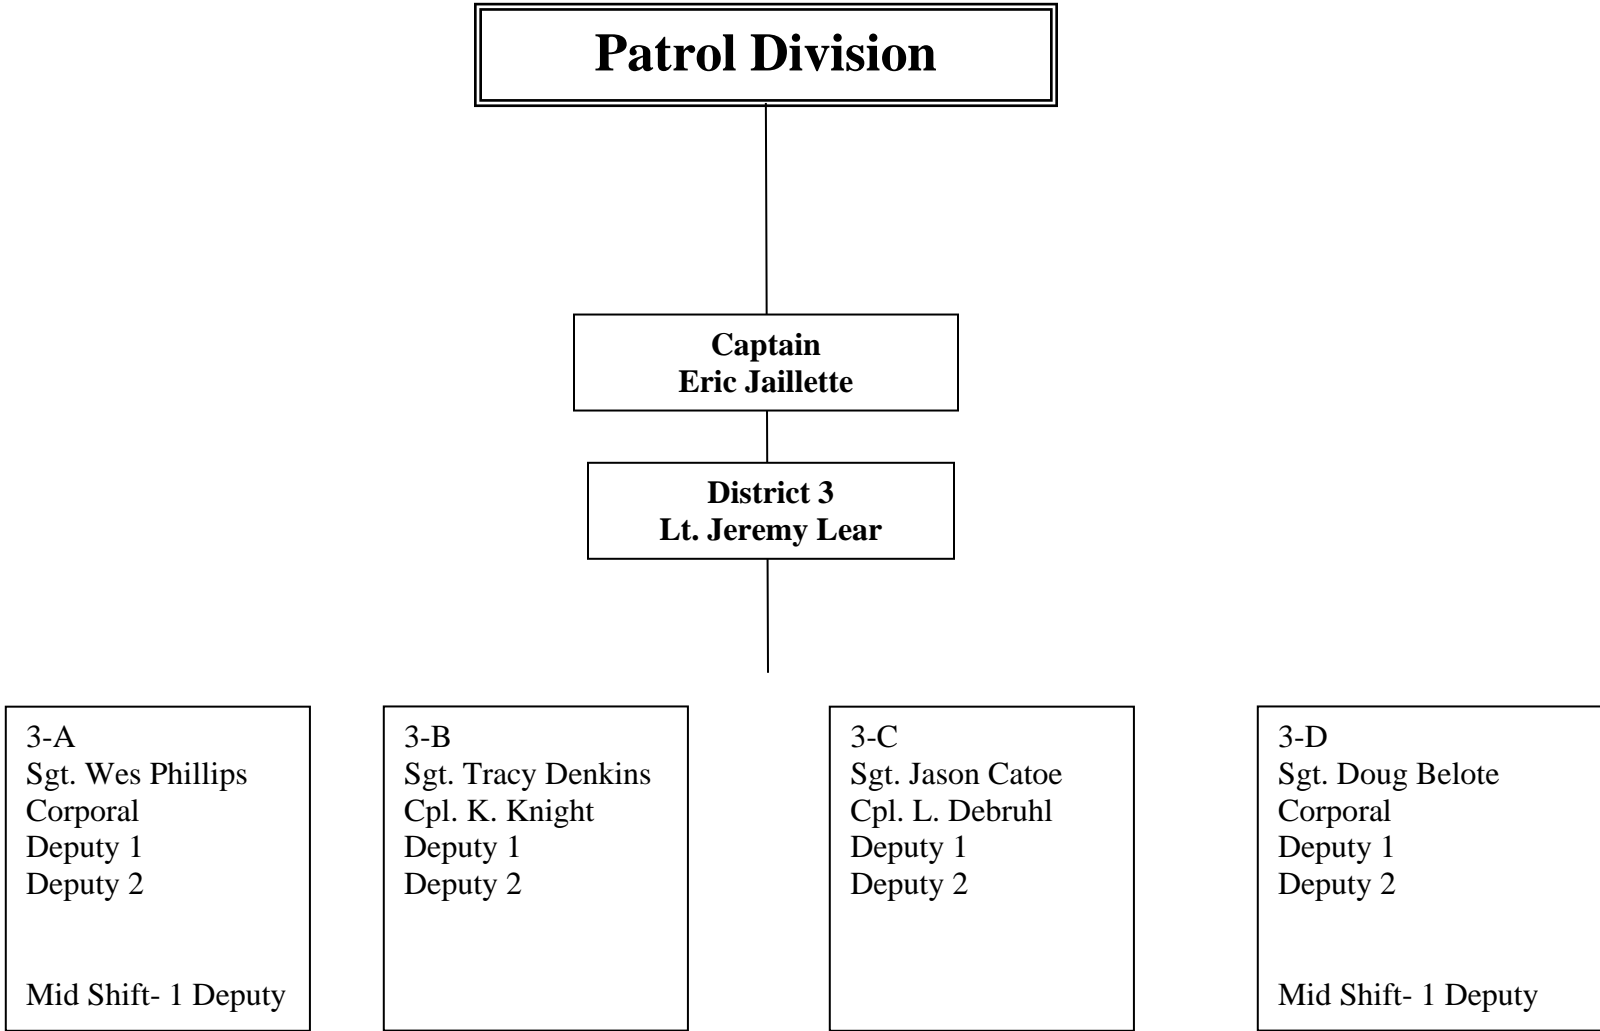 Patrol Division
Captain
Eric Jaillette
District 3
Lt. Jeremy Lear
3-A
Sgt. Wes Phillips
Corporal
Deputy 1
Deputy 2
Mid Shift- 1 Deputy
3-B
Sgt. Tracy Denkins
Cpl. K. Knight
Deputy 1
Deputy 2
3-C
Sgt. Jason Catoe
Cpl. L. Debruhl
Deputy 1
Deputy 2
3-D
Sgt. Doug Belote
Corporal
Deputy 1
Deputy 2
Mid Shift- 1 Deputy